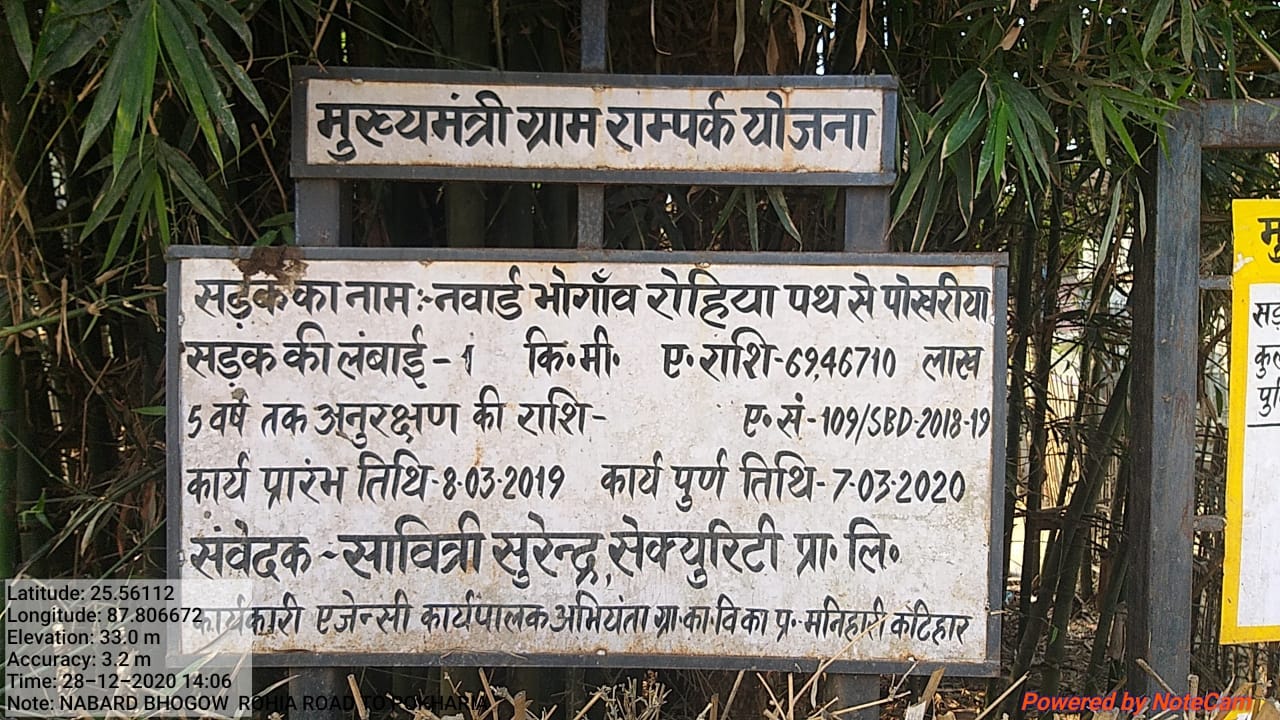 मुख्यमंत्री ग्राम राम्पर्क योजना
सड़क का नाम:-नवार्ड भोगाँव रोहिया पथ से पोखरीया
सड़क की लंबाई-1 कि॰मी॰ ए॰राशि-69,46710 लाख
5 वर्ष तक अनुरक्षण की राशि- ए॰सं-109/SBD-2018-19
कार्य प्रारंभ तिथि-8-03-2019 कार्य पुर्ण तिथि-7-03-2020
संवेदक-सावित्री सुरेन्द्र, सेक्युरिटी प्रा॰ लि॰
कार्यकारी एजेन्सी कार्यपालक अभियंता ग्रा॰का॰वि का प्र॰ मनिहारी कटिहार
मु
सड़
कुल
Latitude: 25.56112
Longitude: 87.806672
Elevation: 33.0 m
Accuracy: 3.2 m
Time: 28-12-2020 14:06
Note: NABARD BHOGOW ROHIA ROAD TO POKHARIA
Powered by NoteCam